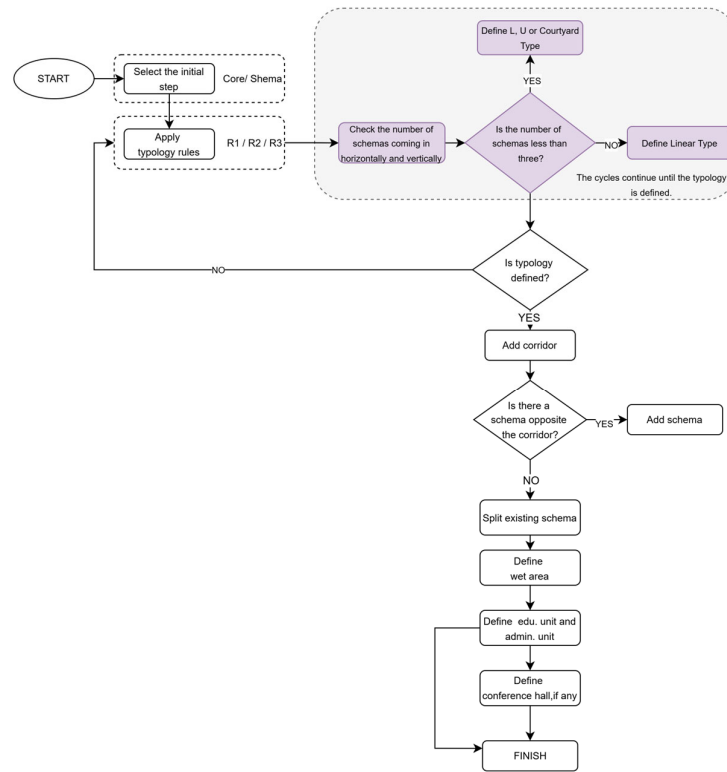 START
Select the initial
step
Core/ Shema
Apply
typology rules
R1 / R2 / R3
Define L, U or Courtyard
Type
YES
Check the number of
schemas coming in
horizontally and vertically
Is the number of
schemas less than
three?
NO
Define Linear Type
The cycles continue until the typology
is defined.
Is typology
defined?
NO
YES
Add corridor
Is there a
schema opposite
the corridor?
YES
Add schema
NO
Split existing schema
Define
wet area
Define edu. unit and
admin. unit
Define
conference hall,if any
FINISH